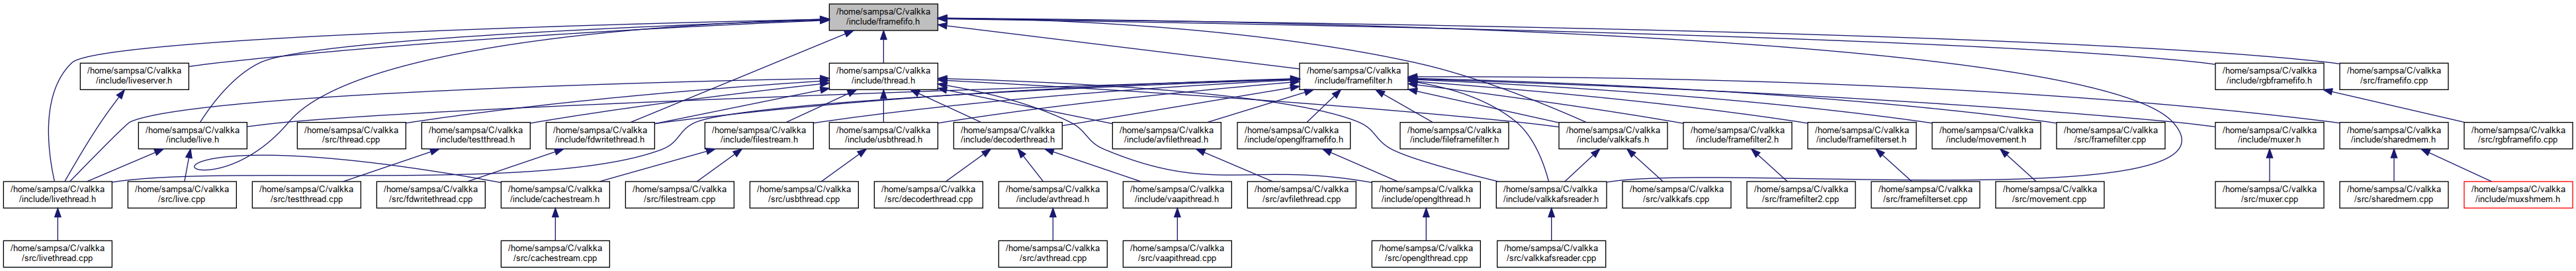 /home/sampsa/C/valkka
/include/framefifo.h
/home/sampsa/C/valkka
/include/liveserver.h
/home/sampsa/C/valkka
/include/thread.h
/home/sampsa/C/valkka
/include/framefilter.h
/home/sampsa/C/valkka
/include/rgbframefifo.h
/home/sampsa/C/valkka
/src/framefifo.cpp
/home/sampsa/C/valkka
/include/live.h
/home/sampsa/C/valkka
/src/thread.cpp
/home/sampsa/C/valkka
/include/testthread.h
/home/sampsa/C/valkka
/include/fdwritethread.h
/home/sampsa/C/valkka
/include/filestream.h
/home/sampsa/C/valkka
/include/usbthread.h
/home/sampsa/C/valkka
/include/decoderthread.h
/home/sampsa/C/valkka
/include/avfilethread.h
/home/sampsa/C/valkka
/include/openglframefifo.h
/home/sampsa/C/valkka
/include/fileframefilter.h
/home/sampsa/C/valkka
/include/valkkafs.h
/home/sampsa/C/valkka
/include/framefilter2.h
/home/sampsa/C/valkka
/include/framefilterset.h
/home/sampsa/C/valkka
/include/movement.h
/home/sampsa/C/valkka
/src/framefilter.cpp
/home/sampsa/C/valkka
/include/muxer.h
/home/sampsa/C/valkka
/include/sharedmem.h
/home/sampsa/C/valkka
/src/rgbframefifo.cpp
/home/sampsa/C/valkka
/include/livethread.h
/home/sampsa/C/valkka
/src/live.cpp
/home/sampsa/C/valkka
/src/testthread.cpp
/home/sampsa/C/valkka
/src/fdwritethread.cpp
/home/sampsa/C/valkka
/include/cachestream.h
/home/sampsa/C/valkka
/src/filestream.cpp
/home/sampsa/C/valkka
/src/usbthread.cpp
/home/sampsa/C/valkka
/src/decoderthread.cpp
/home/sampsa/C/valkka
/include/avthread.h
/home/sampsa/C/valkka
/include/vaapithread.h
/home/sampsa/C/valkka
/src/avfilethread.cpp
/home/sampsa/C/valkka
/include/openglthread.h
/home/sampsa/C/valkka
/include/valkkafsreader.h
/home/sampsa/C/valkka
/src/valkkafs.cpp
/home/sampsa/C/valkka
/src/framefilter2.cpp
/home/sampsa/C/valkka
/src/framefilterset.cpp
/home/sampsa/C/valkka
/src/movement.cpp
/home/sampsa/C/valkka
/src/muxer.cpp
/home/sampsa/C/valkka
/src/sharedmem.cpp
/home/sampsa/C/valkka
/include/muxshmem.h
/home/sampsa/C/valkka
/src/livethread.cpp
/home/sampsa/C/valkka
/src/cachestream.cpp
/home/sampsa/C/valkka
/src/avthread.cpp
/home/sampsa/C/valkka
/src/vaapithread.cpp
/home/sampsa/C/valkka
/src/openglthread.cpp
/home/sampsa/C/valkka
/src/valkkafsreader.cpp